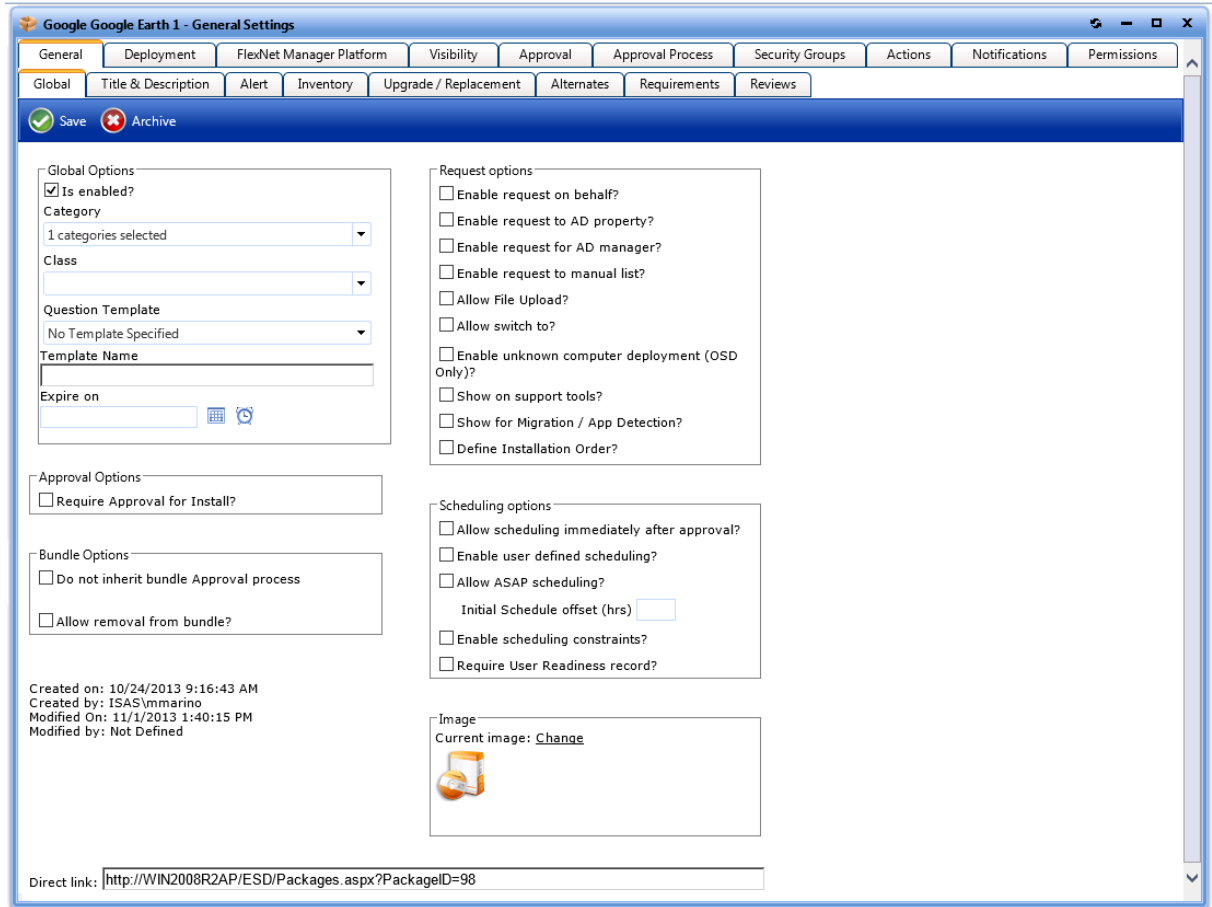 Google Google Earth 1 - General Settings
General Deployment FlexNet Manager Platform Visibility Approval Approval Process Security Groups Actions Notifications Permissions
Global Title & Description Alert Inventory Upgrade / Replacement Alternates Requirements Reviews
Save Archive
Global Options
Is enabled?
Category
1 categories selected
Class
Question Template
No Template Specified
Template Name
Expire on
Approval Options
Require Approval for Install?
Bundle Options
Do not inherit bundle Approval process
Allow removal from bundle?
Created on: 10/24/2013 9:16:43 AM
Created by: ISAS\mmarino
Modified On: 11/1/2013 1:40:15 PM
Modified by: Not Defined
Request options
Enable request on behalf?
Enable request to AD property?
Enable request for AD manager?
Enable request to manual list?
Allow File Upload?
Allow switch to?
Enable unknown computer deployment (OSD
Only)?
Show on support tools?
Show for Migration / App Detection?
Define Installation Order?
Scheduling options
Allow scheduling immediately after approval?
Enable user defined scheduling?
Allow ASAP scheduling?
Initial Schedule offset (hrs)
Enable scheduling constraints?
Require User Readiness record?
Image
Current image: Change
Direct link: http://WIN2008R2AP/ESD/Packages.aspx?PackageID=98